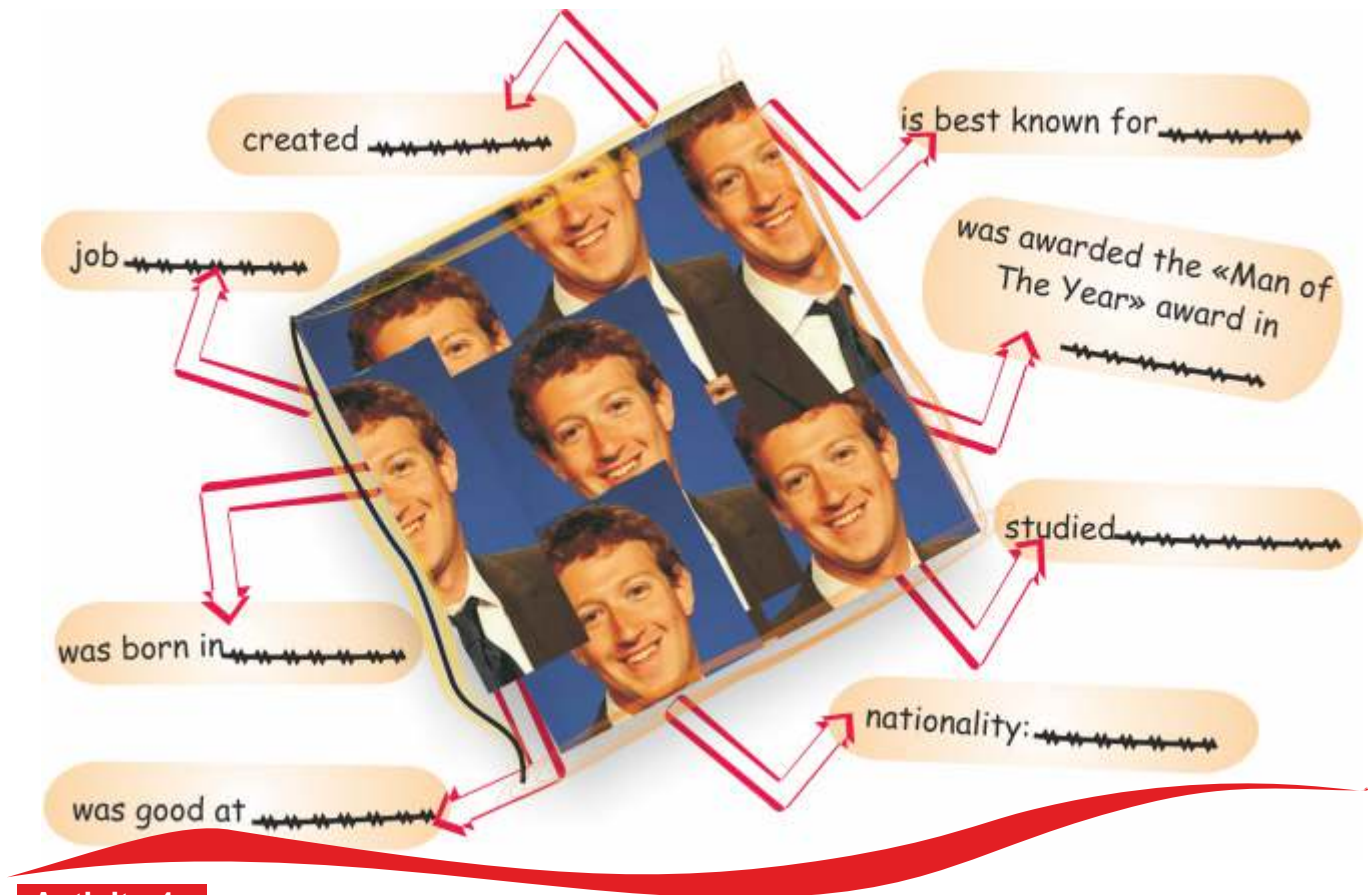 created
is best known for
job
was awarded the «Man of
The Year» award in
studied
was born in
nationality:
was good at